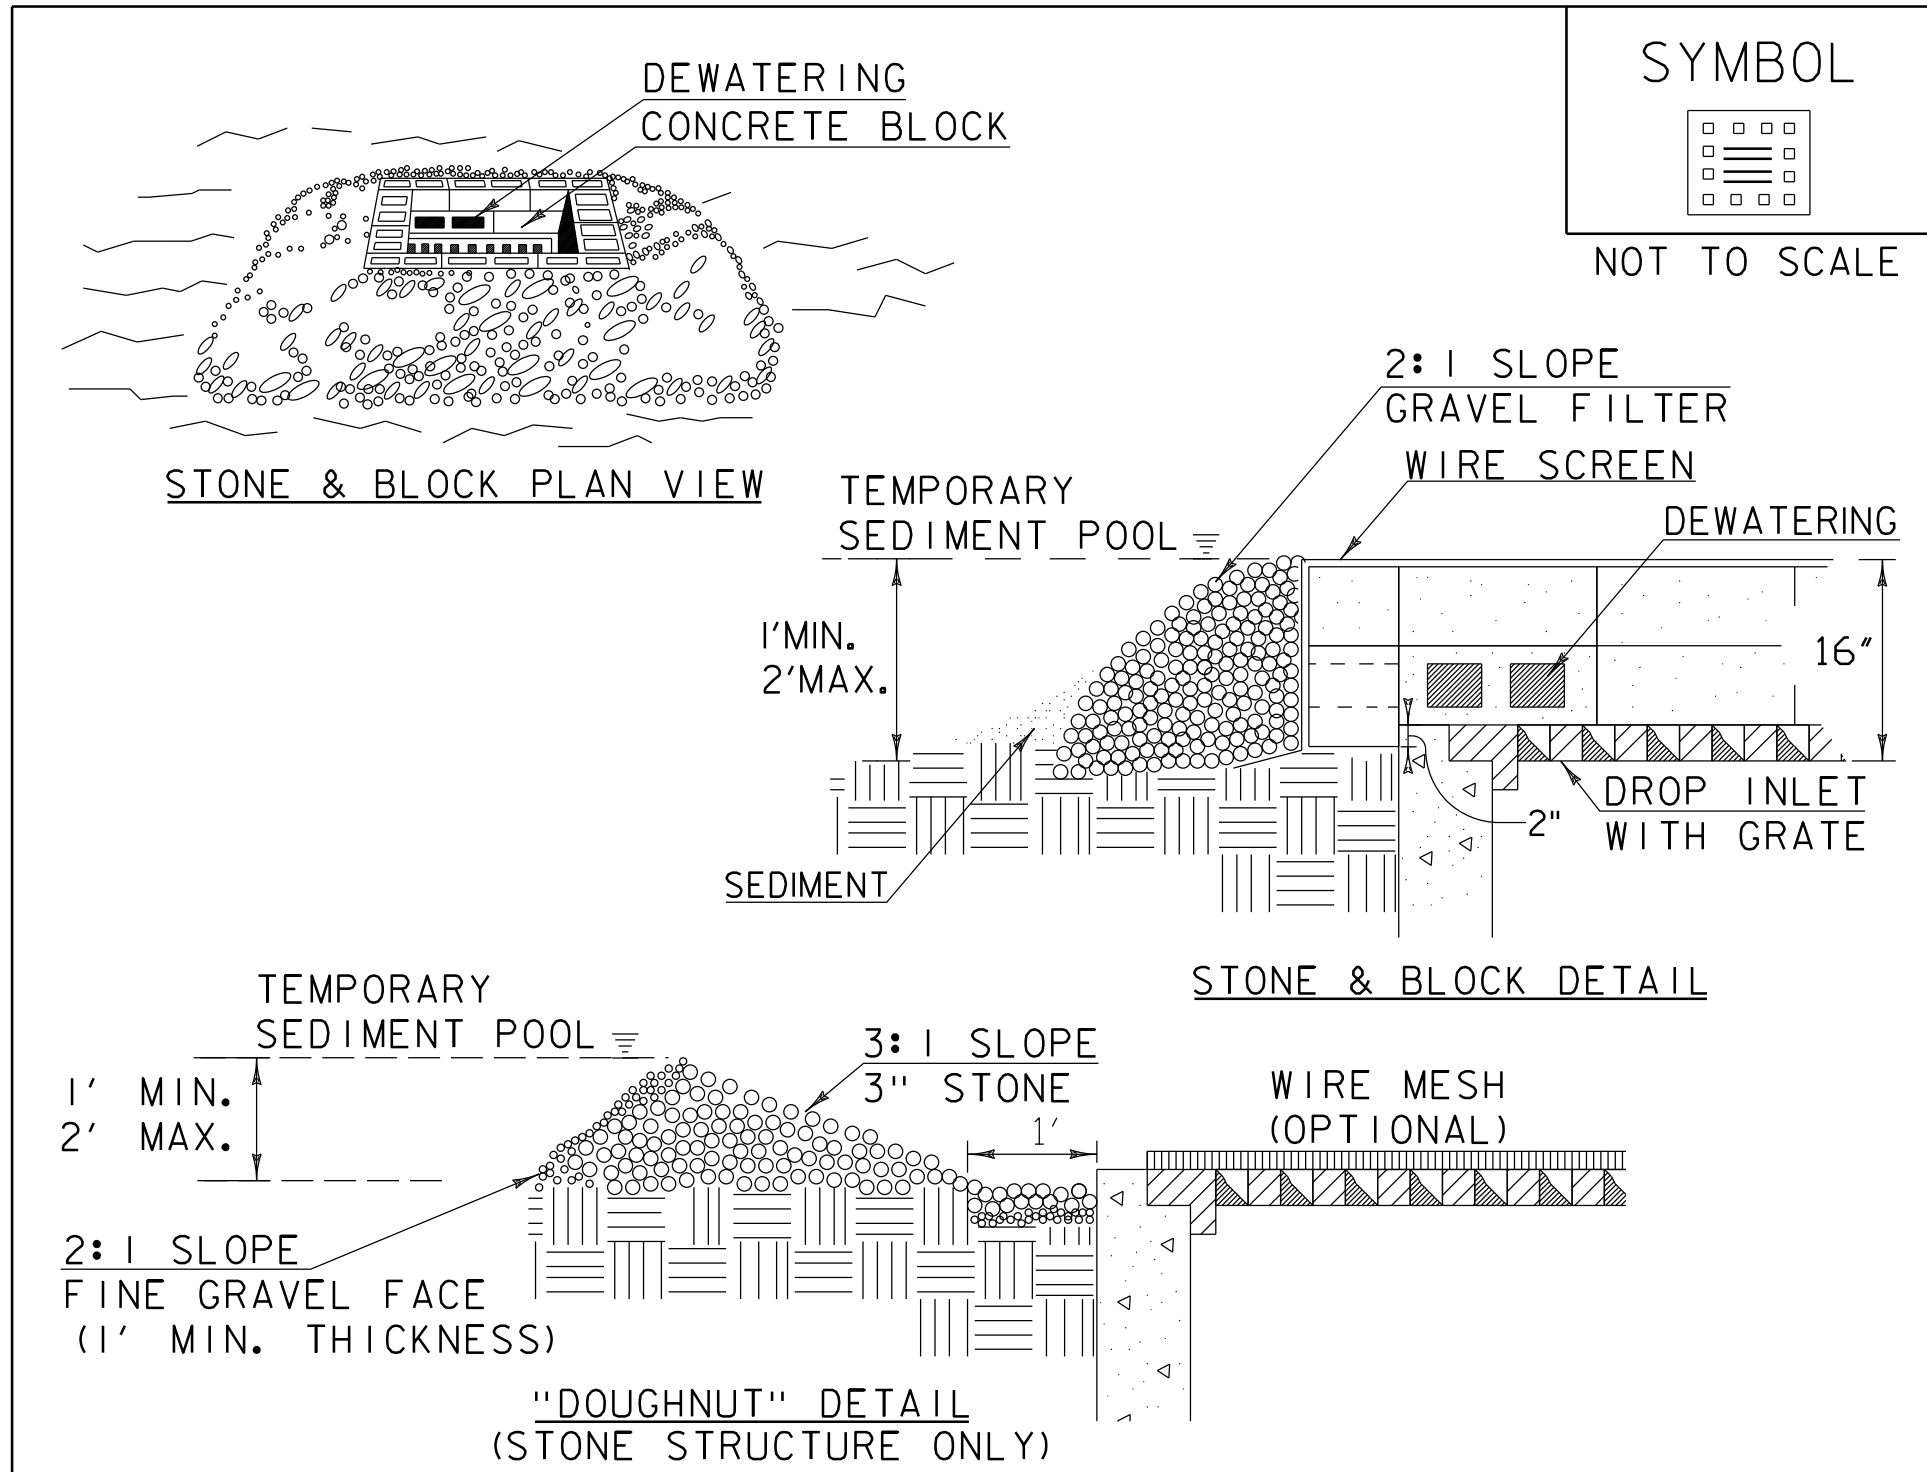 SYMBOL
NOT TO SCALE
DEWATERING
CONCRETE BLOCK
STONE & BLOCK PLAN VIEW
2:1 SLOPE
GRAVEL FILTER
WIRE SCREEN
DEWATERING
TEMPORARY
SEDIMENT POOL
1'MIN.
2'MAX.
16"
DROP INLET
WITH GRATE
2"
SEDIMENT
STONE & BLOCK DETAIL
TEMPORARY
SEDIMENT POOL
1' MIN.
2' MAX.
3:1 SLOPE
3" STONE
1'
WIRE MESH
(OPTIONAL)
2:1 SLOPE
FINE GRAVEL FACE
(1' MIN. THICKNESS)
"DOUGHNUT" DETAIL
(STONE STRUCTURE ONLY)